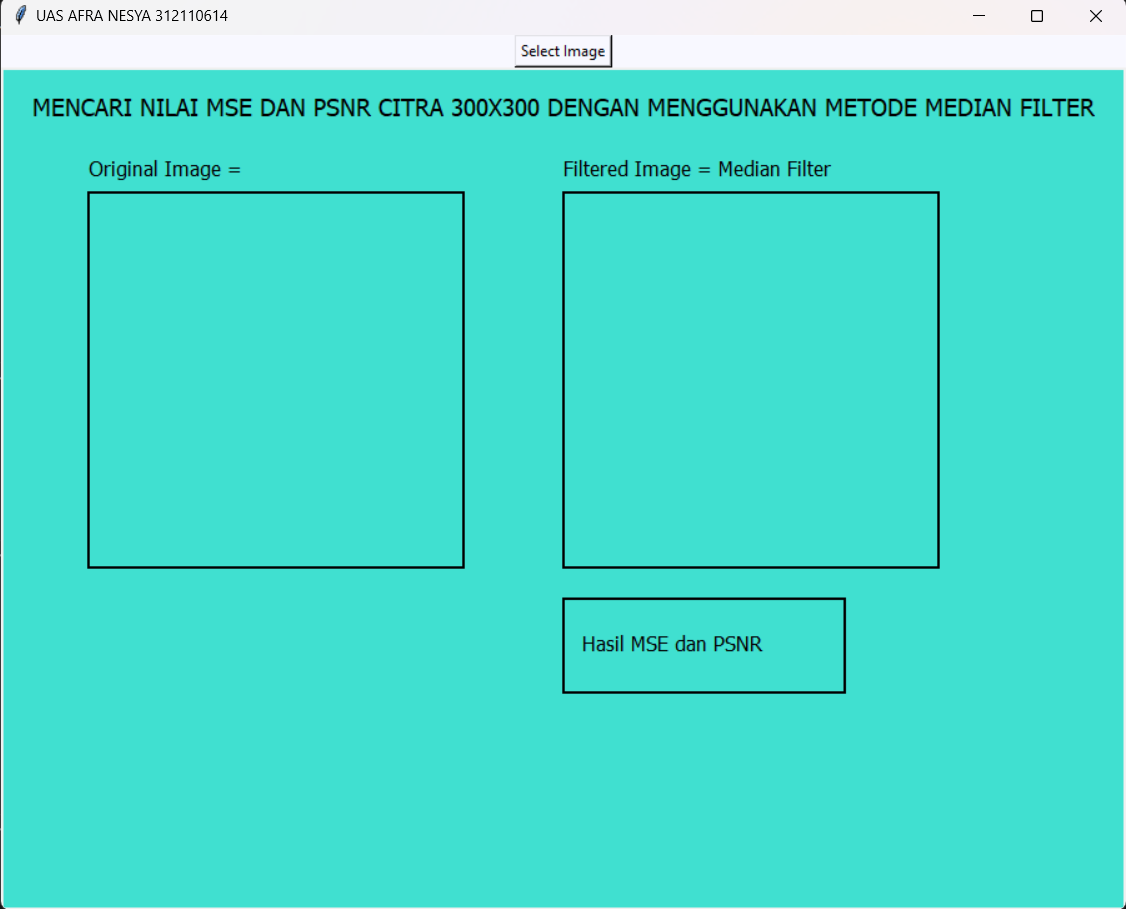 UAS AFRA NESYA 312110614
Select Image
MENCARI NILAI MSE DAN PSNR CITRA 300X300 DENGAN MENGGUNAKAN METODE MEDIAN FILTER
Original Image =
Filtered Image = Median Filter
Hasil MSE dan PSNR